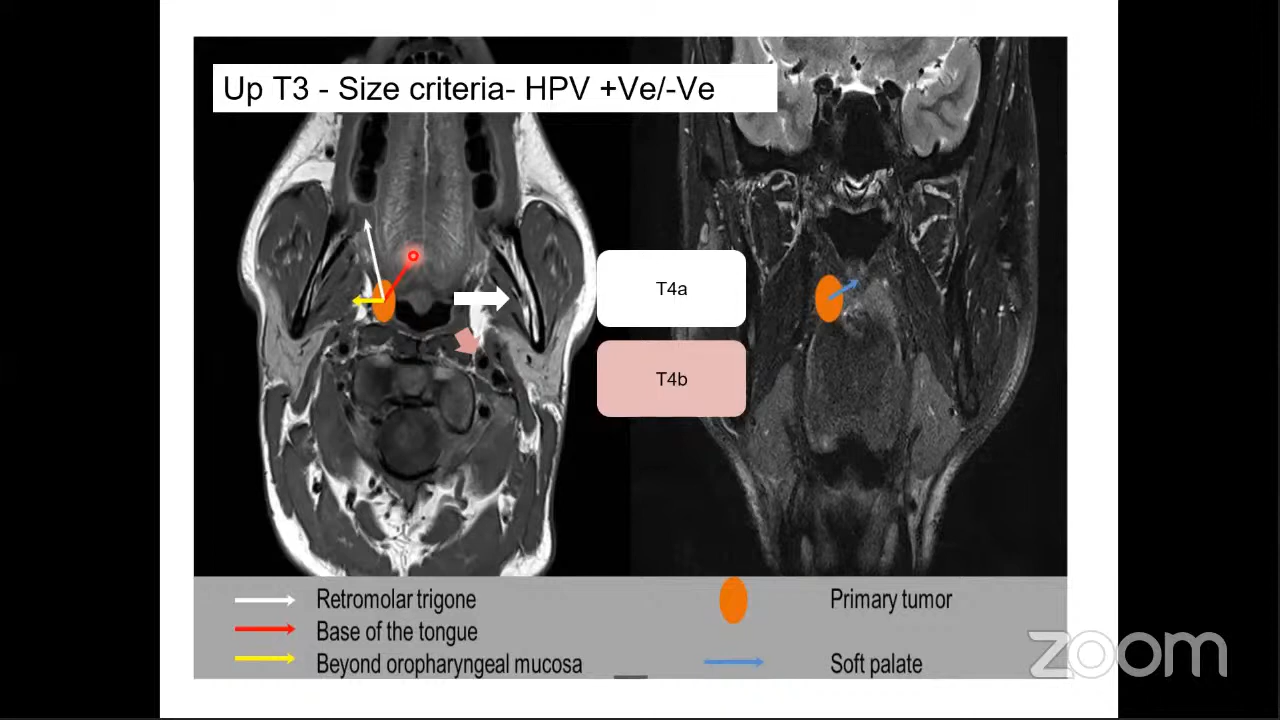 Up T3 - Size criteria- HPV +Ve/-Ve
T4a
T4b
Retromolar trigone
Base of the tongue
Beyond oropharyngeal mucosa
Primary tumor
Soft palate
zoom